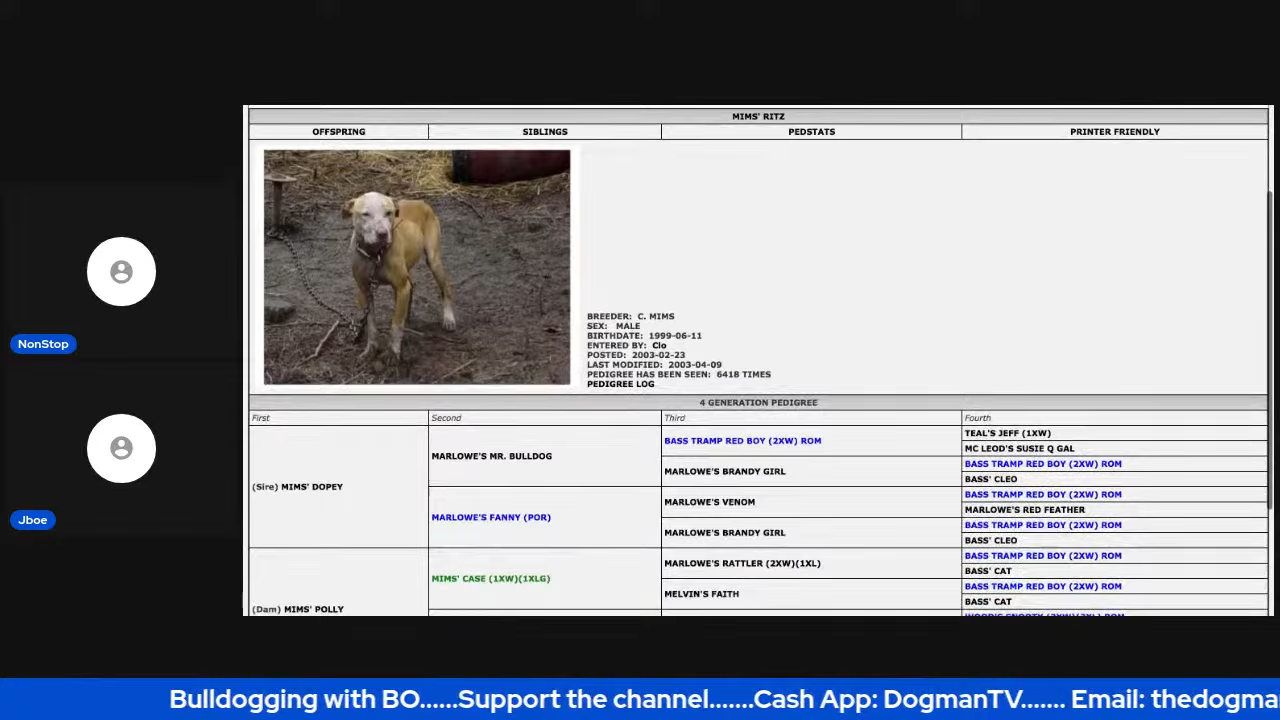 MIMS' RITZ
OFFSPRING SIBLINGS PEDSTATS PRINTER FRIENDLY
BREEDER: C. MIMS
SEX: MALE
BIRTHDATE: 1999-06-11
ENTERED BY: Clo
POSTED: 2003-02-23
LAST MODIFIED: 2003-04-09
PEDIGREE HAS BEEN SEEN: 6418 TIMES
PEDIGREE LOG
4 GENERATION PEDIGREE
First Second Third Fourth
(Sire) MIMS' DOPEY
(Dam) MIMS' POLLY
MARLOWE'S MR. BULLDOG
MARLOWE'S FANNY (POR)
MIMS' CASE (1XW)(1XLG)
BASS TRAMP RED BOY (2XW) ROM
MARLOWE'S BRANDY GIRL
MARLOWE'S VENOM
MARLOWE'S BRANDY GIRL
MARLOWE'S RATTLER (2XW)(1XL)
MELVIN'S FAITH
TEAL'S JEFF (1XW)
MC LEOD'S SUSIE Q GAL
BASS TRAMP RED BOY (2XW) ROM
BASS' CLEO
BASS TRAMP RED BOY (2XW) ROM
MARLOWE'S RED FEATHER
BASS TRAMP RED BOY (2XW) ROM
BASS' CLEO
BASS TRAMP RED BOY (2XW) ROM
BASS' CAT
BASS TRAMP RED BOY (2XW) ROM
BASS' CAT
NonStop
Jboe
Bulldogging with BO......Support the channel.......Cash App: DogmanTV....... Email: thedogma